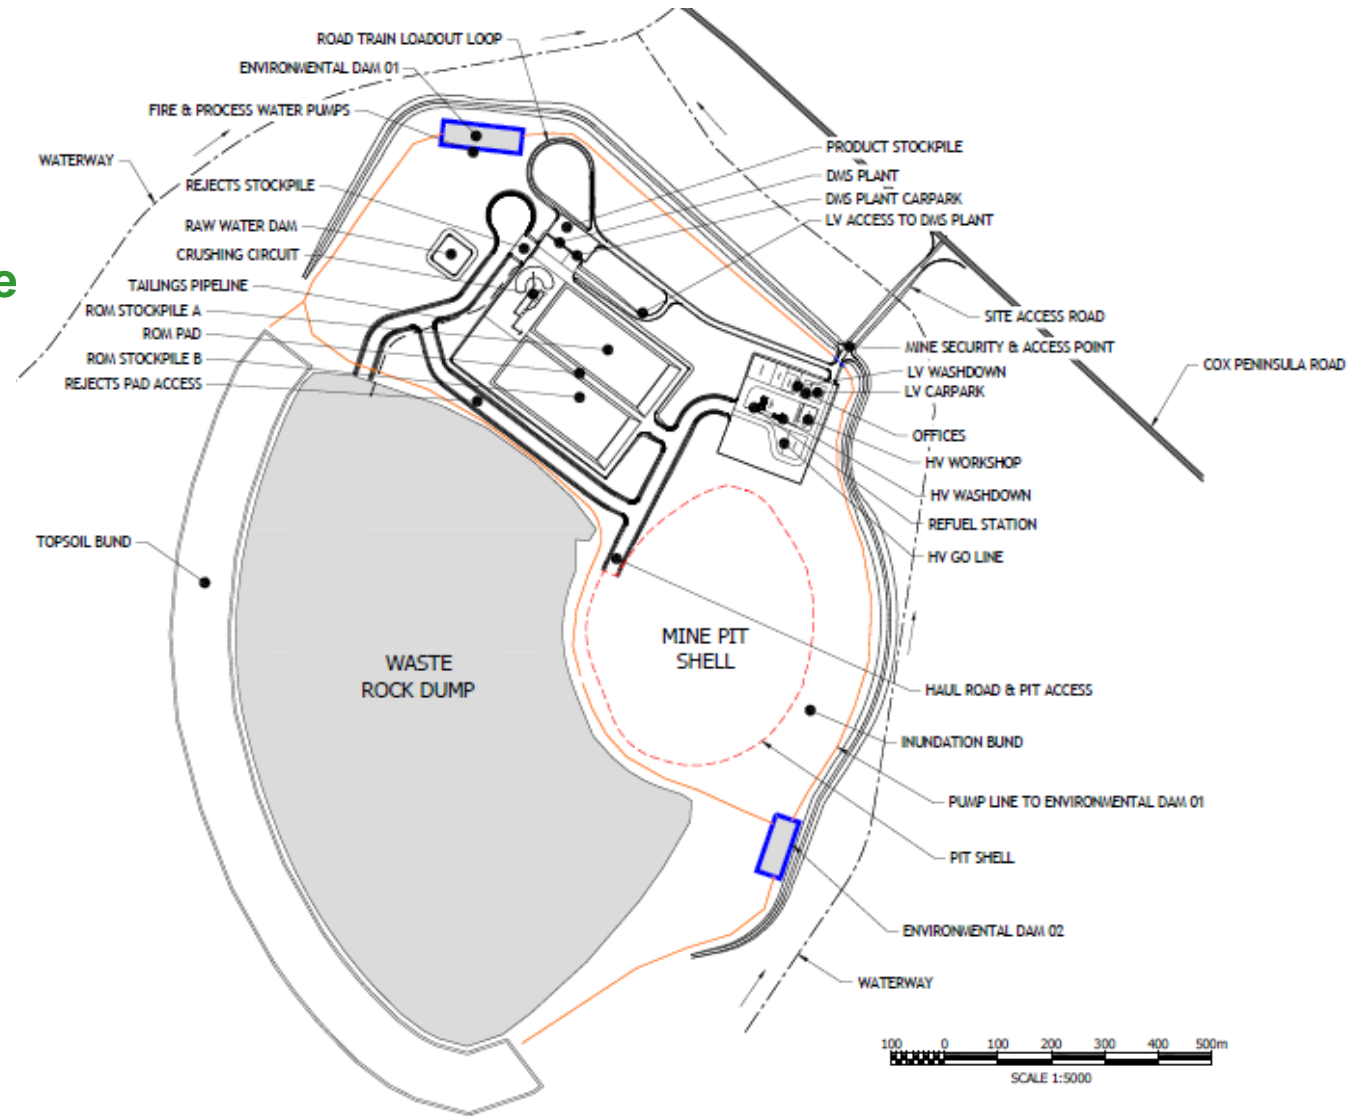 ROAD TRAIN LOADOUT LOOP
ENVIRONMENTAL DAM 01
FIRE & PROCESS WATER PUMPS
WATERWAY
REJECTS STOCKPILE
RAW WATER DAM
CRUSHING CIRCUIT
e
TAILINGS PIPELINE
ROM STOCKPILE A
ROM PAD
ROM STOCKPILE B
REJECTS PAD ACCESS
PRODUCT STOCKPILE
DMS PLANT
DMS PLANT CARPARK
LV ACCESS TO DMS PLANT
SITE ACCESS ROAD
MINE SECURITY & ACCESS POINT
COX PENINSULA ROAD
LV WASHDOWN
LV CARPARK
OFFICES
HV WORKSHOP
HV WASHDOWN
REFUEL STATION
HV GO LINE
TOPSOIL BUND
WASTE
ROCK DUMP
MINE PIT
SHELL
HAUL ROAD & PIT ACCESS
INUNDATION BUND
PUMP LINE TO ENVIRONMENTAL DAM 01
PIT SHELL
ENVIRONMENTAL DAM 02
WATERWAY
100 0 100 200 300 400 500m
SCALE 1:5000